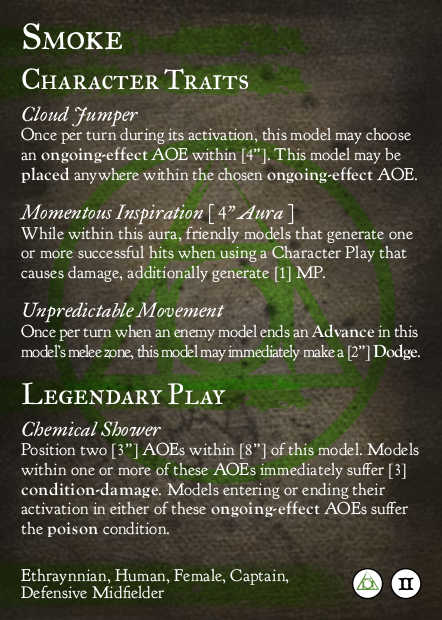 Smoke
Character Traits
Cloud Jumper
Once per turn during its activation, this model may choose
an ongoing-effect AOE within [4”]. This model may be
placed anywhere within the chosen ongoing-effect AOE.
Momentous Inspiration [ 4” Aura ]
While within this aura, friendly models that generate one
or more successful hits when using a Character Play that
causes damage, additionally generate [1] MP.
Unpredictable Movement
Once per turn when an enemy model ends an Advance in this
model's melee zone, this model may immediately make a [2”] Dodge.
Legendary Play
Chemical Shower
Position two [3”] AOEs within [8”] of this model. Models
within one or more of these AOEs immediately suffer [3]
condition-damage. Models entering or ending their
activation in either of these ongoing-effect AOEs suffer
the poison condition.
Ethraynnian, Human, Female, Captain,
Defensive Midfielder
II